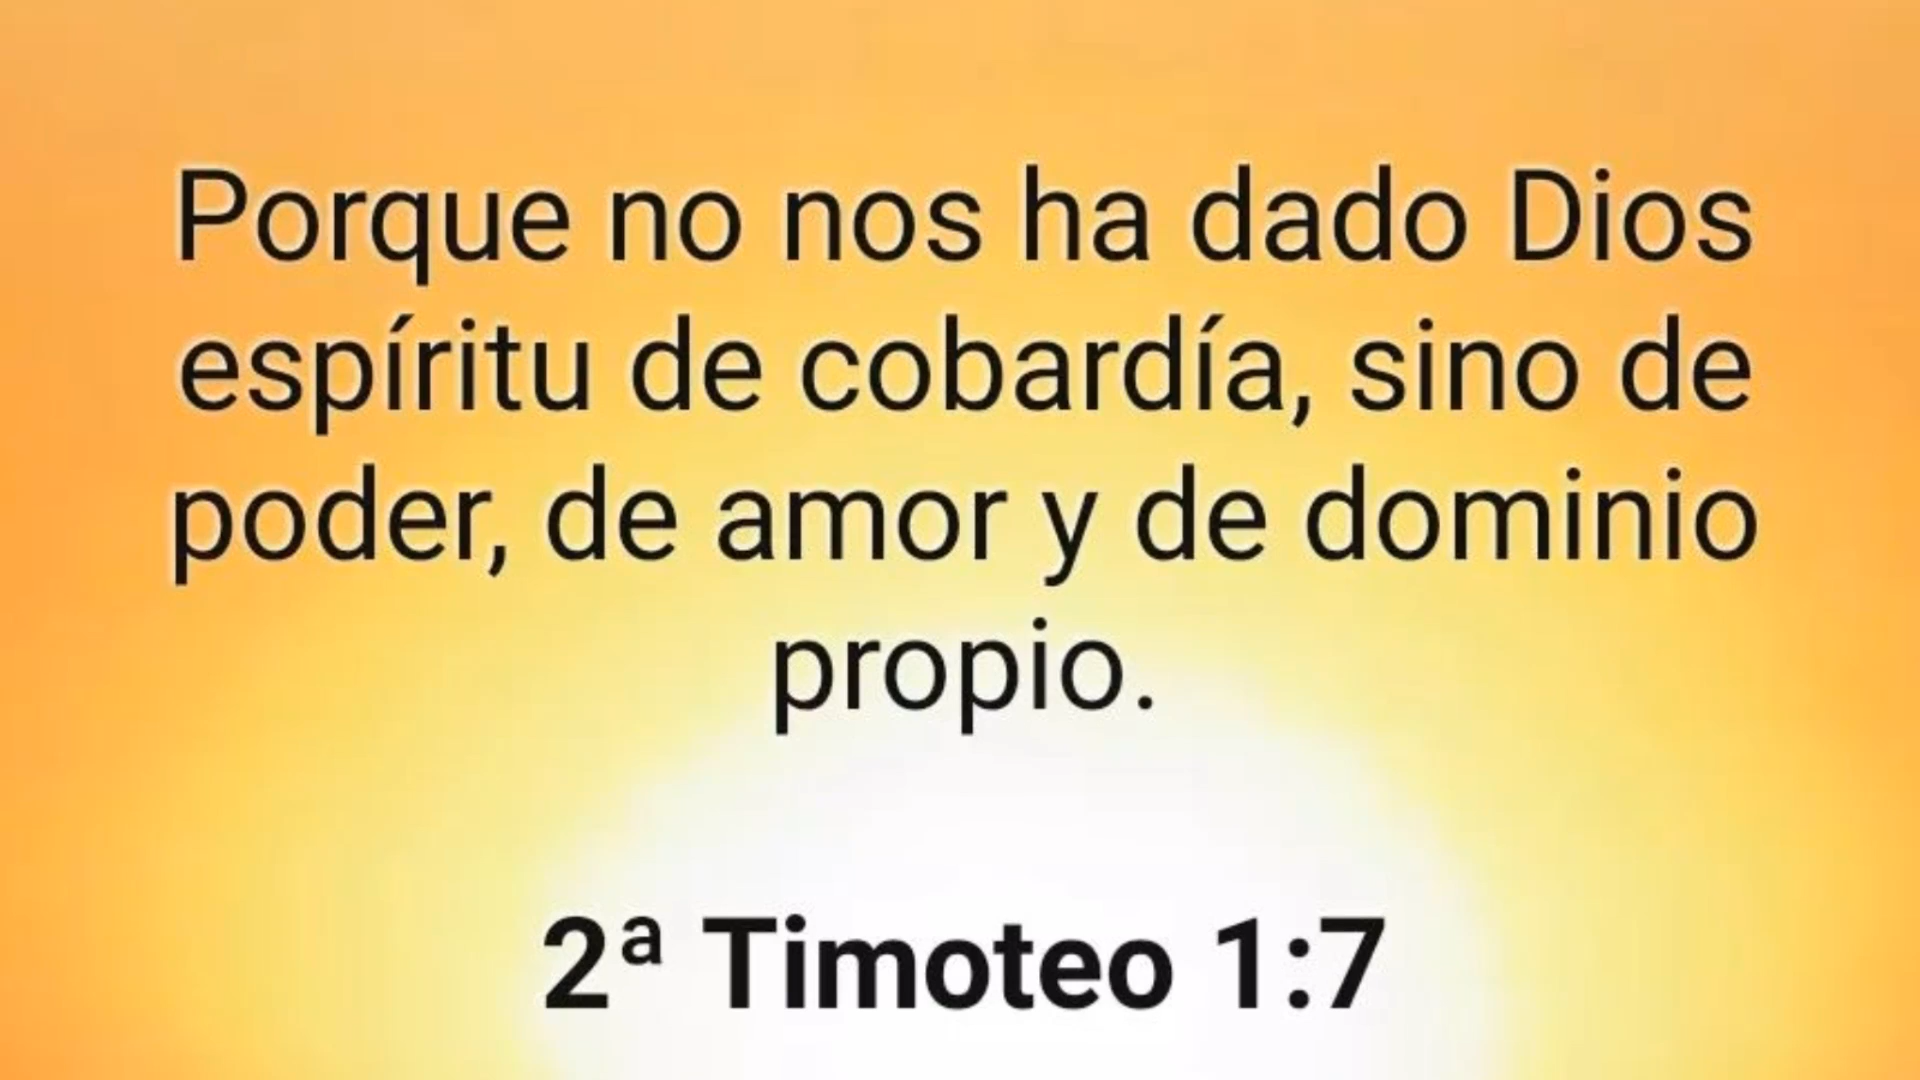 Porque no nos ha dado Dios
espíritu de cobardía, sino de
poder, de amor y de dominio
propio.
2ª Timoteo 1:7